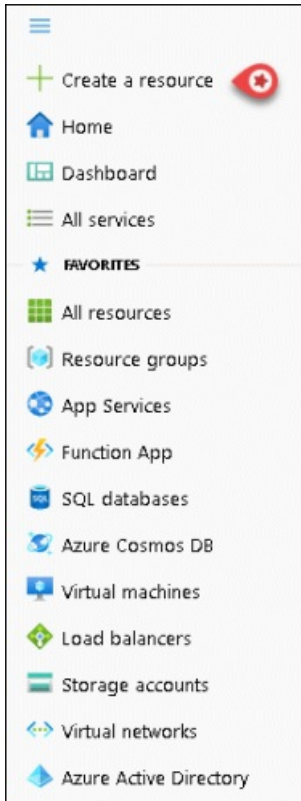 Create a resource
Home
Dashboard
All services
FAVORITES
All resources
Resource groups
App Services
Function App
SQL databases
Azure Cosmos DB
Virtual machines
Load balancers
Storage accounts
Virtual networks
Azure Active Directory